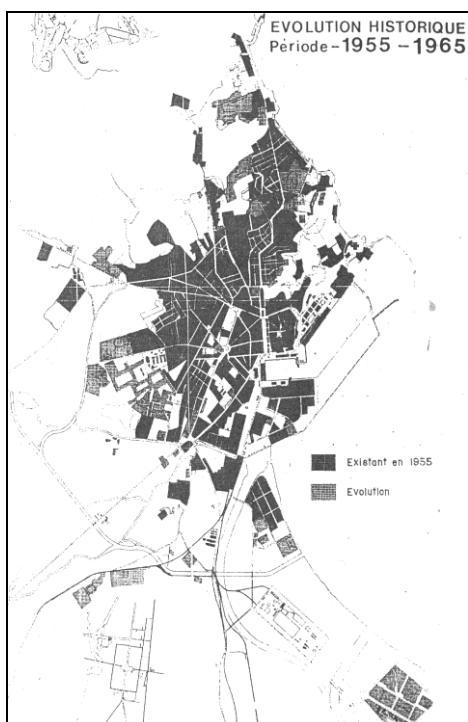 EVOLUTION HISTORIQUE
Période - 1955 - 1965
Existant en 1955
Evolution